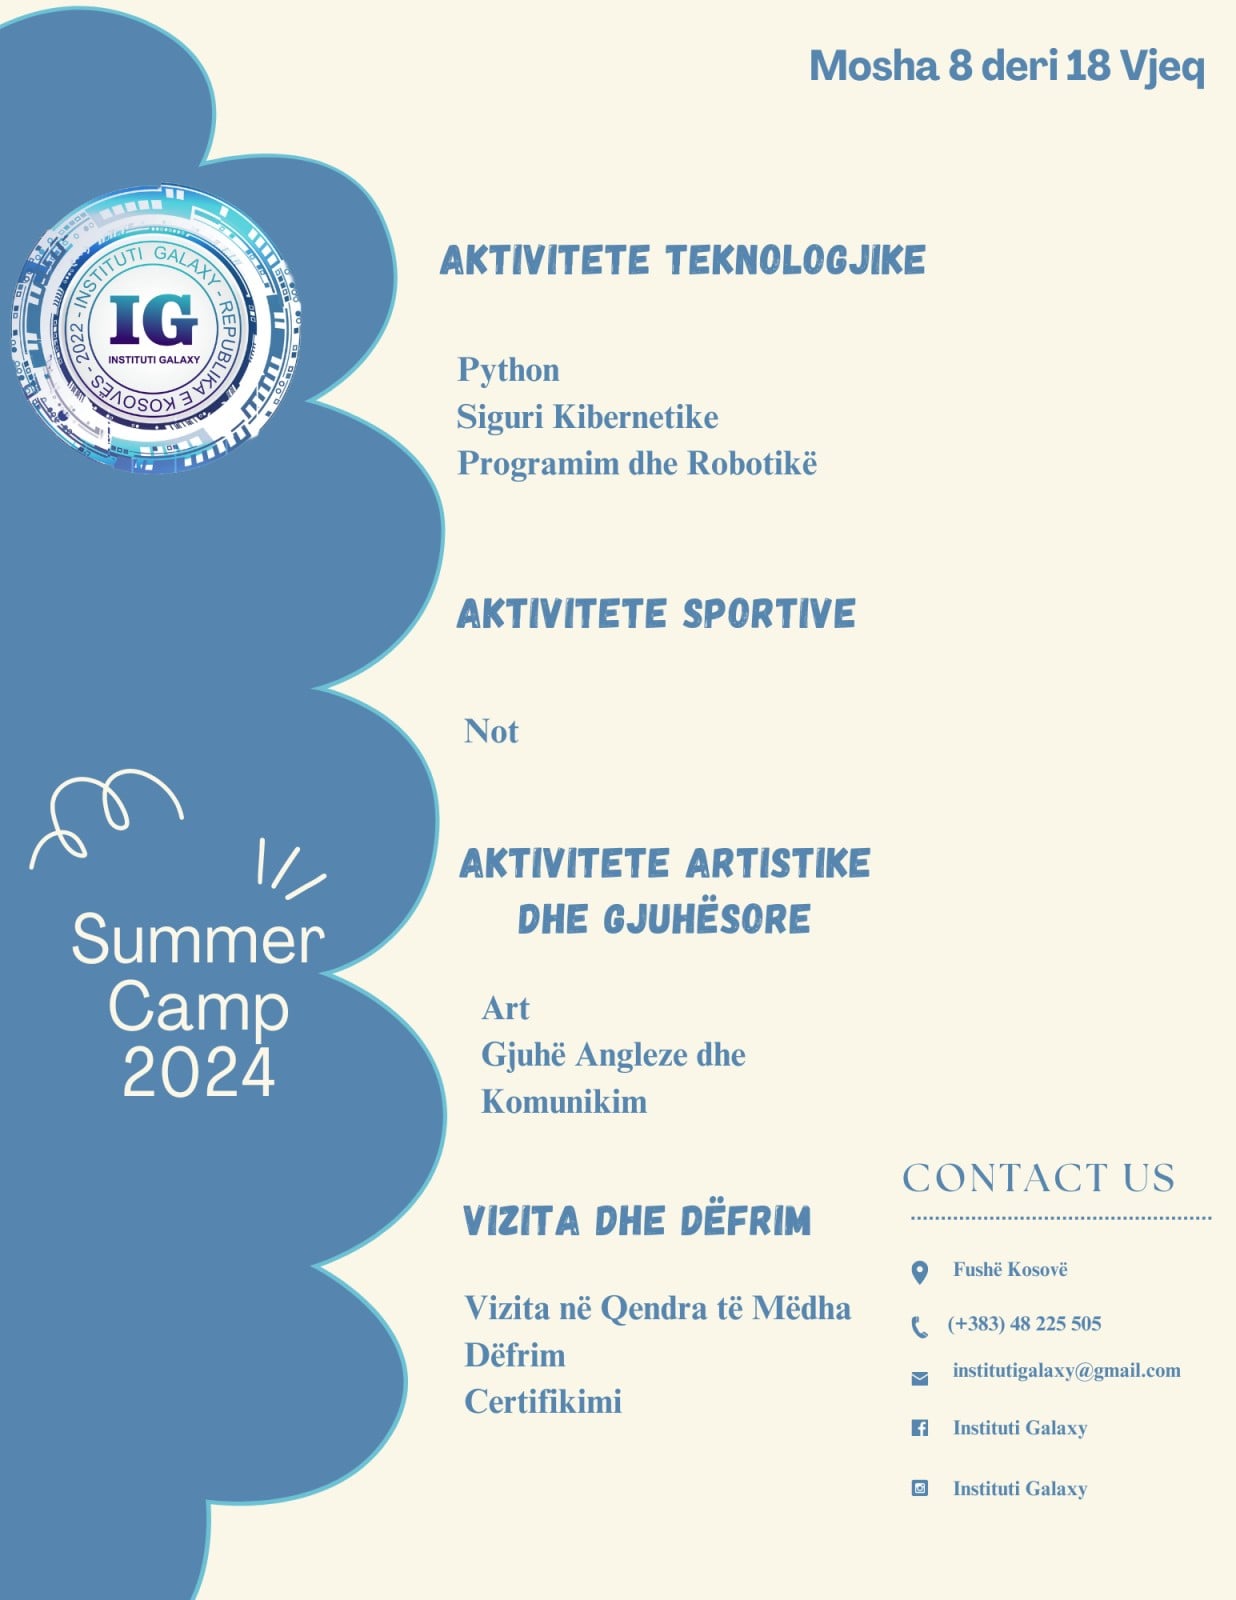 Mosha 8 deri 18 Vjeq
INSTITUTI GALAXY - REPUBLIKA E KOSOVËS - 2022 -
IG
INSTITUTI GALAXY
AKTIVITETE TEKNOLOGJIKE
Python
Siguri Kibernetike
Programim dhe Robotikë
AKTIVITETE SPORTIVE
Not
AKTIVITETE ARTISTIKE
DHE GJUHËSORE
Art
Gjuhë Angleze dhe
Komunikim
Summer
Camp
2024
VIZITA DHE DËFRIM
Vizita në Qendra të Mëdha
Dëfrim
Certifikimi
CONTACT US
Fushë Kosovë
(+383) 48 225 505
institutigalaxy@gmail.com
Instituti Galaxy
Instituti Galaxy